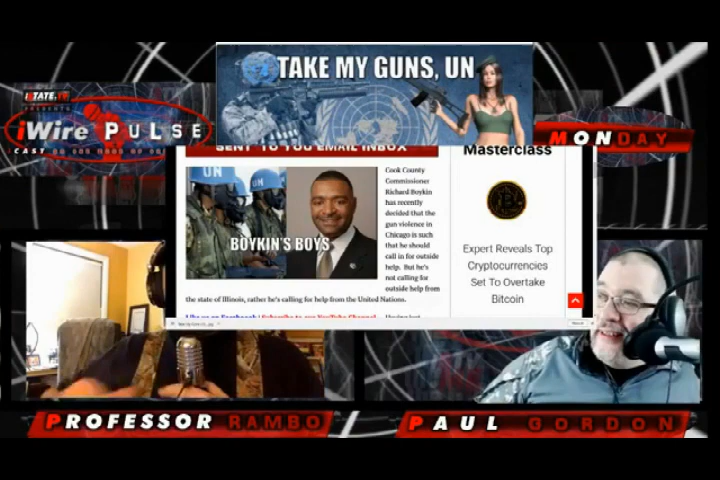 TAKE MY GUNS, UN
iSTATE.TV
PRESENTS
iWire PULSE
MONDAY
SENT TO YOU EMAIL INBOX
Masterclass
UN
UN
BOYKIN'S BOYS
Cook County
Commissioner
Richard Boykin
has recently
decided that the
gun violence in
Chicago is such
that he should
call in for outside
help. But he's
not calling for
outside help from
the state of Illinois, rather he's calling for help from the United Nations.
Expert Reveals Top
Cryptocurrencies
Set To Overtake
Bitcoin
PROFESSOR RAMBO
PAUL GORDON